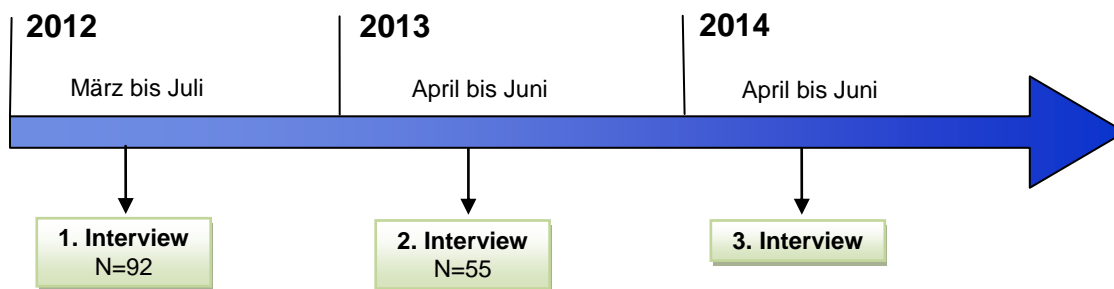 2012
2013
2014
März bis Juli
April bis Juni
April bis Juni
1. Interview
N=92
2. Interview
N=55
3. Interview